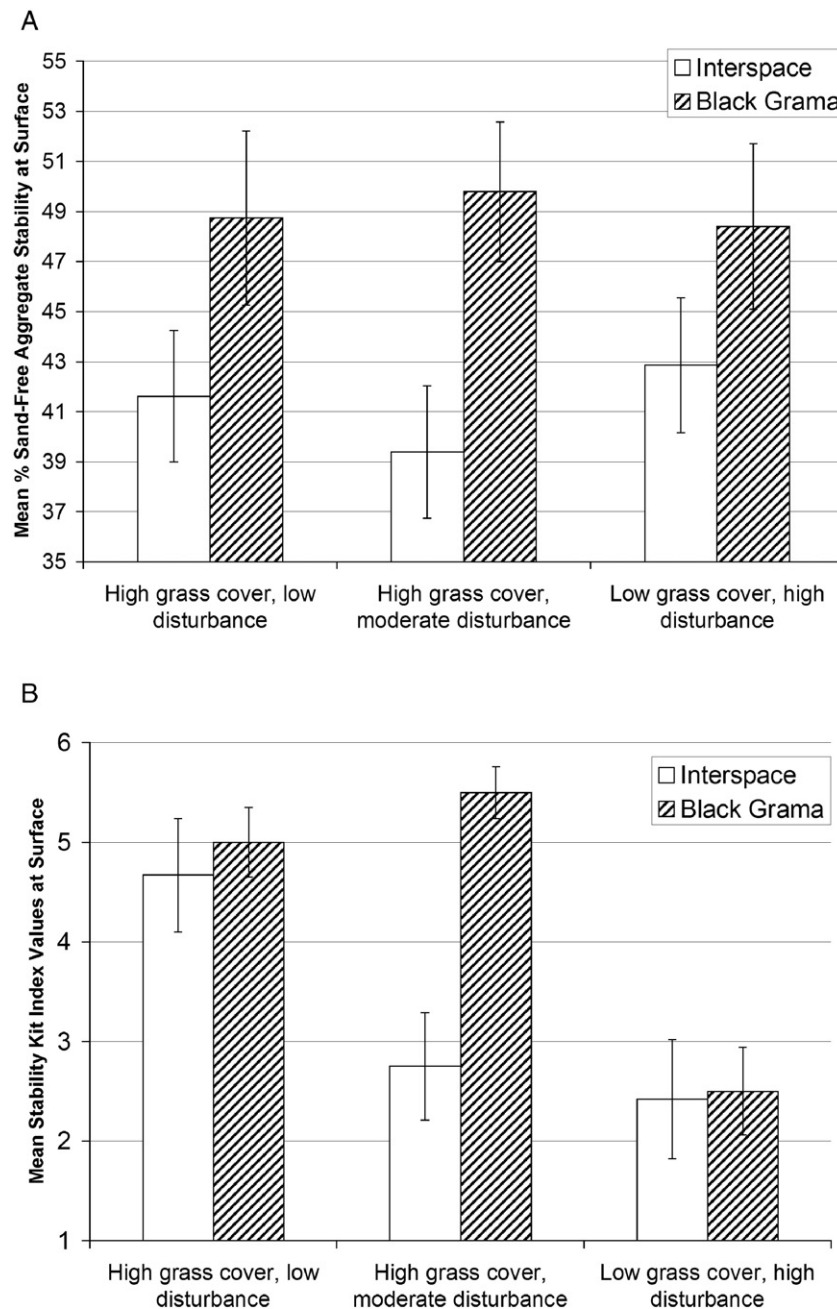 A
Mean % Sand-Free Aggregate Stability at Surface
55
53
51
49
47
45
43
41
39
37
35
Interspace
Black Grama
High grass cover, low
disturbance
High grass cover,
moderate disturbance
Low grass cover, high
disturbance
B
Mean Stability Kit Index Values at Surface
6
5
4
3
2
1
Interspace
Black Grama
High grass cover, low
disturbance
High grass cover,
moderate disturbance
Low grass cover, high
disturbance